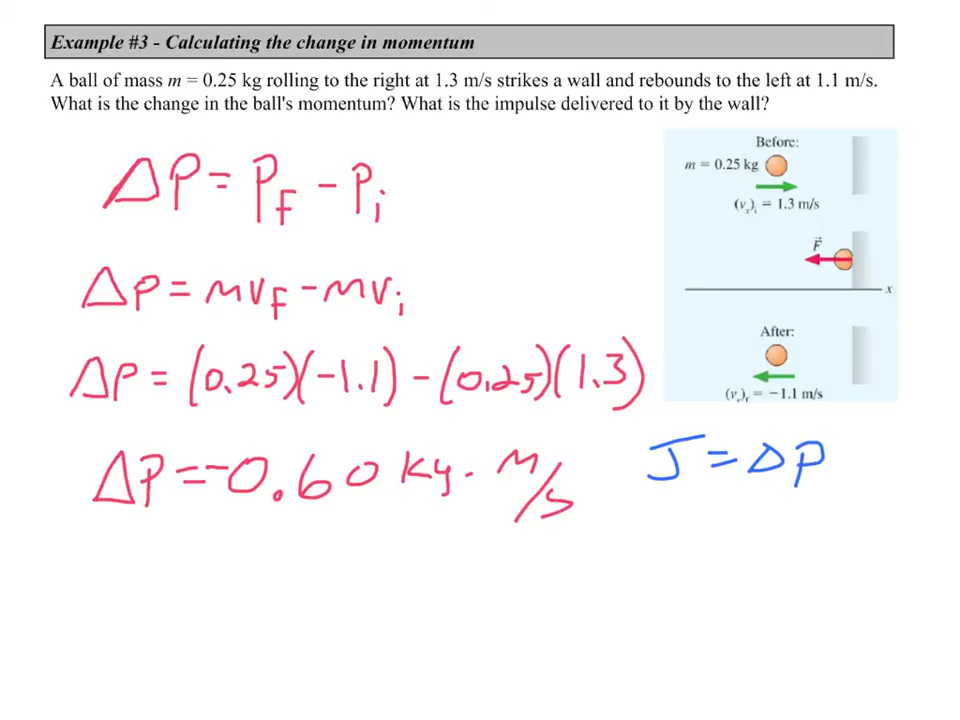 Example #3 - Calculating the change in momentum
A ball of mass m = 0.25 kg rolling to the right at 1.3 m/s strikes a wall and rebounds to the left at 1.1 m/s.
What is the change in the ball's momentum? What is the impulse delivered to it by the wall?
ΔP = PF - Pi
ΔP = mVF - mVi
ΔP = (0.25)(-1.1) - (0.25)(1.3)
ΔP = -0.60 kg · m/s
J = ΔP
Before:
m = 0.25 kg
(vx)i = 1.3 m/s
F⃗
x
After:
(vx)f = −1.1 m/s